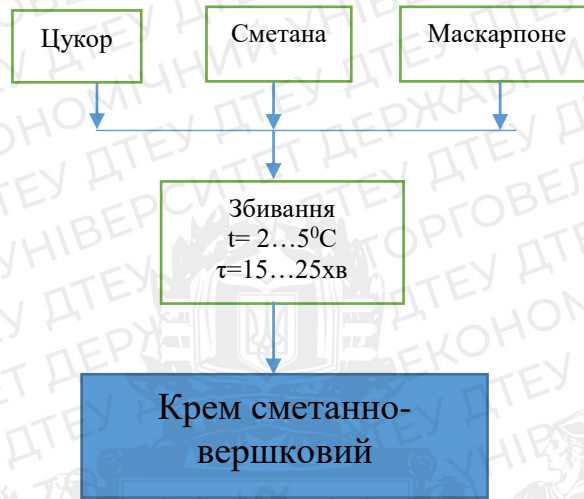 Цукор
Сметана
Маскарпоне
Збивання
t= 2…5⁰С
τ=15…25хв
Крем сметанно-
вершковий